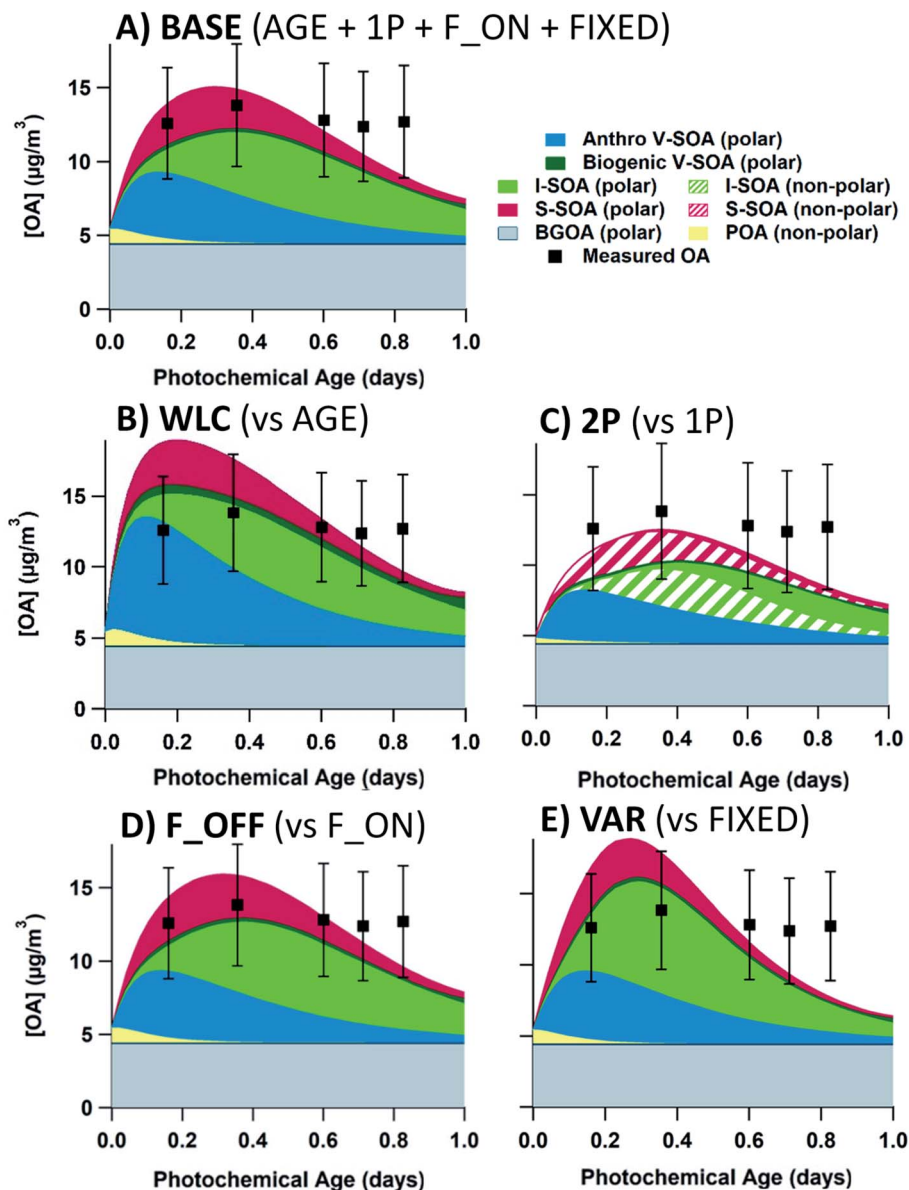 A) BASE (AGE + 1P + F_ON + FIXED)
[OA] (µg/m³)
15
10
5
0
0.0 0.2 0.4 0.6 0.8 1.0
Photochemical Age (days)
Anthro V-SOA (polar)
Biogenic V-SOA (polar)
I-SOA (polar) I-SOA (non-polar)
S-SOA (polar) S-SOA (non-polar)
BGOA (polar) POA (non-polar)
Measured OA
B) WLC (vs AGE)
[OA] (µg/m³)
15
10
5
0
0.0 0.2 0.4 0.6 0.8 1.0
Photochemical Age (days)
C) 2P (vs 1P)
0.0 0.2 0.4 0.6 0.8 1.0
Photochemical Age (days)
D) F_OFF (vs F_ON)
[OA] (µg/m³)
15
10
5
0
0.0 0.2 0.4 0.6 0.8 1.0
Photochemical Age (days)
E) VAR (vs FIXED)
0.0 0.2 0.4 0.6 0.8 1.0
Photochemical Age (days)